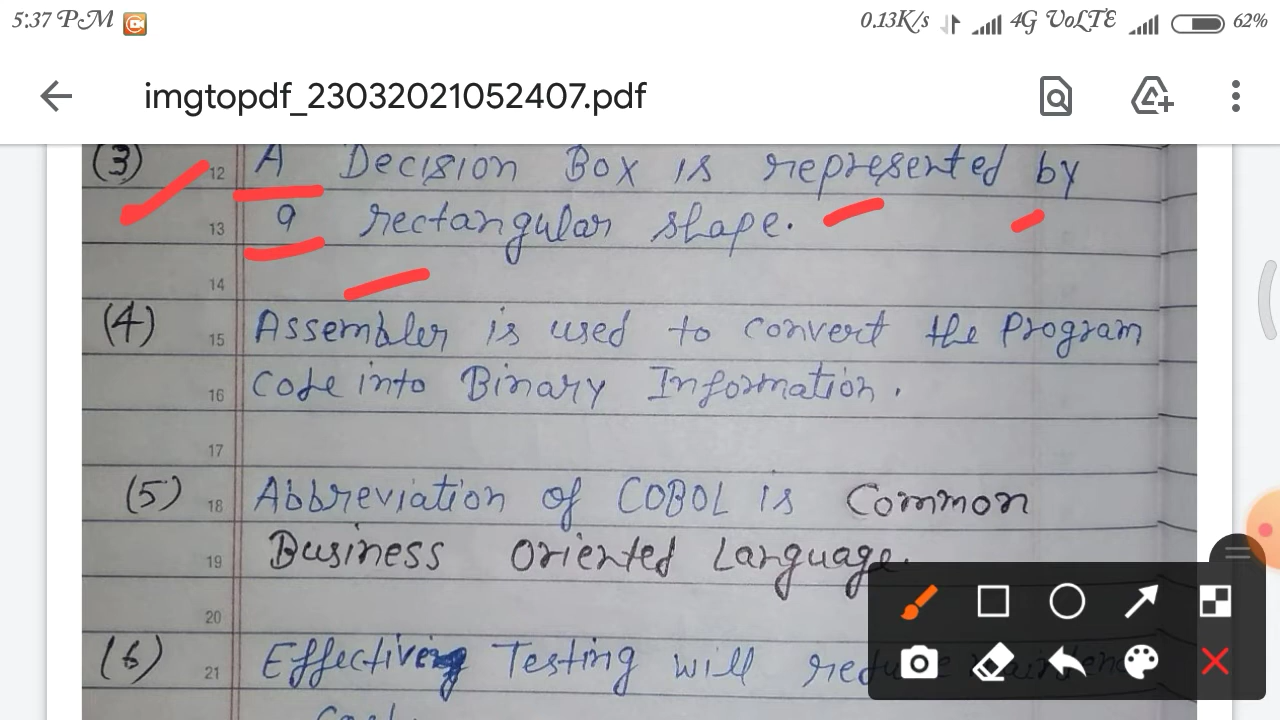 5:37 PM
0.13K/s 4G VoLTE 62%
imgtopdf_23032021052407.pdf
(3) 12 A Decision Box is represented by
13 a rectangular shape.
14
(4) 15 Assembler is used to convert the Program
16 Code into Binary Information.
17
(5) 18 Abbreviation of COBOL is Common
19 Business Oriented Language.
20
(6) 21 Testing will